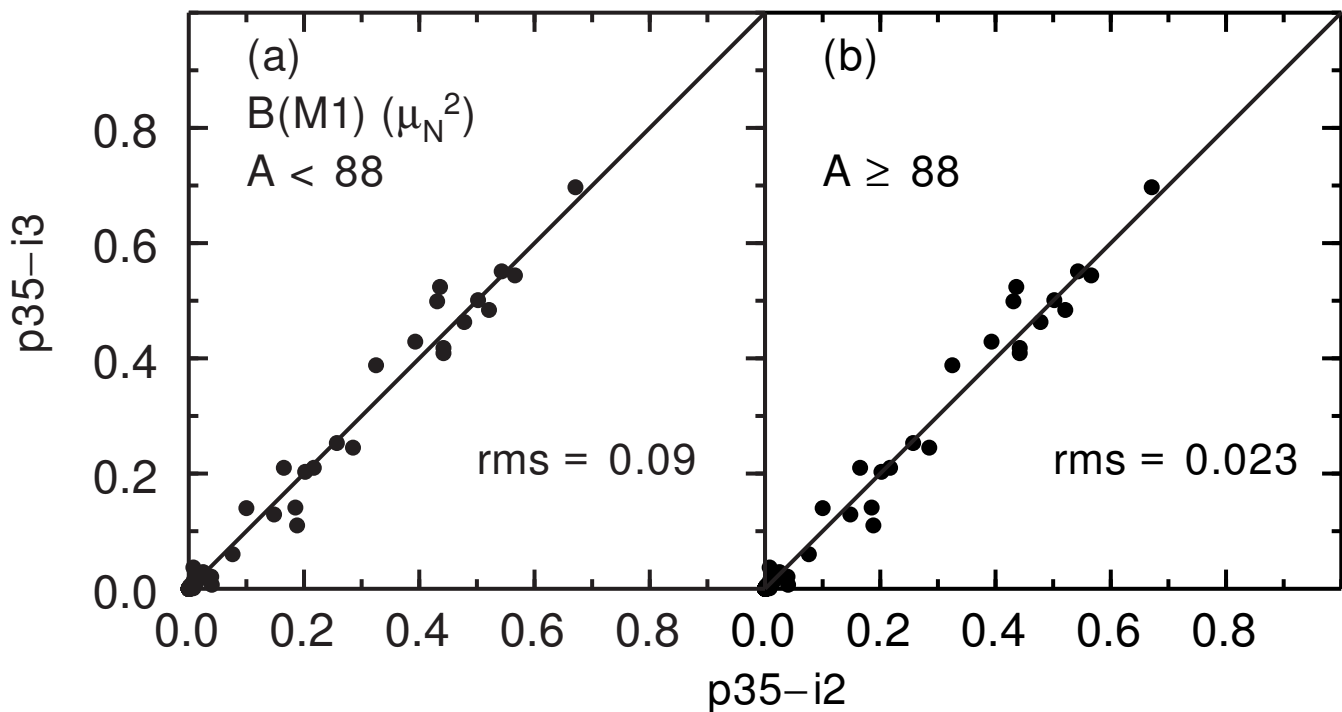 (a)
B(M1) (μN²)
A < 88
rms = 0.09
(b)
A ≥ 88
rms = 0.023
p35−i3
0.8
0.6
0.4
0.2
0.0
0.0 0.2 0.4 0.6 0.8 0.0 0.2 0.4 0.6 0.8
p35−i2